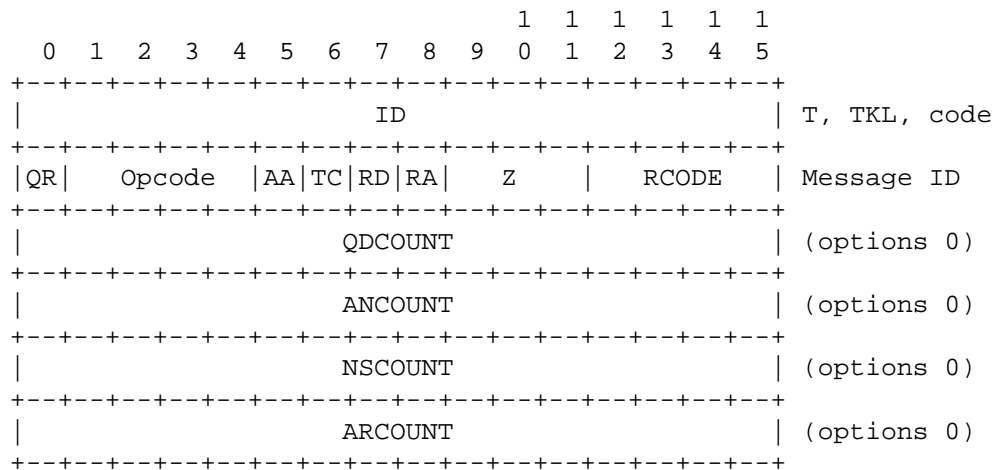 1  1  1  1  1  1
  0  1  2  3  4  5  6  7  8  9  0  1  2  3  4  5
+--+--+--+--+--+--+--+--+--+--+--+--+--+--+--+--+
|                      ID                       | T, TKL, code
+--+--+--+--+--+--+--+--+--+--+--+--+--+--+--+--+
|QR|   Opcode  |AA|TC|RD|RA|   Z    |   RCODE   | Message ID
+--+--+--+--+--+--+--+--+--+--+--+--+--+--+--+--+
|                    QDCOUNT                    | (options 0)
+--+--+--+--+--+--+--+--+--+--+--+--+--+--+--+--+
|                    ANCOUNT                    | (options 0)
+--+--+--+--+--+--+--+--+--+--+--+--+--+--+--+--+
|                    NSCOUNT                    | (options 0)
+--+--+--+--+--+--+--+--+--+--+--+--+--+--+--+--+
|                    ARCOUNT                    | (options 0)
+--+--+--+--+--+--+--+--+--+--+--+--+--+--+--+--+